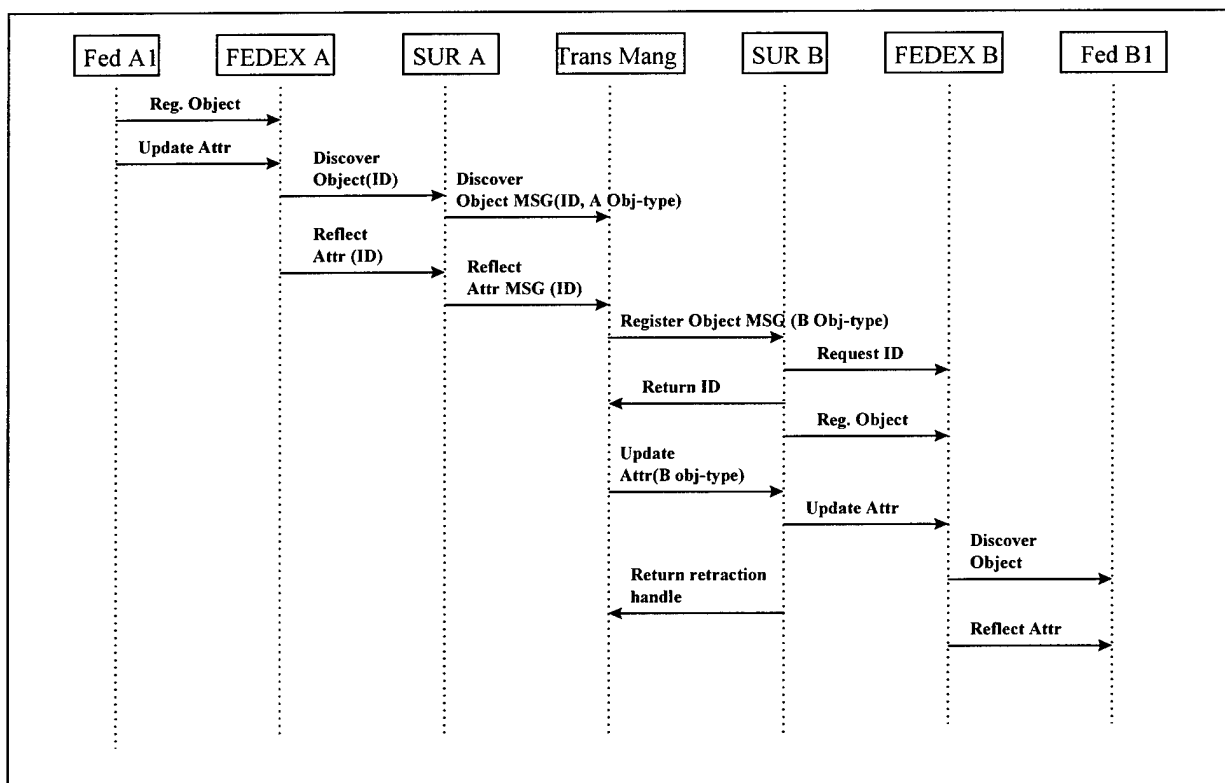 Fed A1 FEDEX A SUR A Trans Mang SUR B FEDEX B Fed B1
Reg. Object
Update Attr
Discover
Object(ID)
Discover
Object MSG(ID, A Obj-type)
Reflect
Attr (ID)
Reflect
Attr MSG (ID)
Register Object MSG (B Obj-type)
Request ID
Return ID
Reg. Object
Update
Attr(B obj-type)
Update Attr
Discover
Object
Return retraction
handle
Reflect Attr